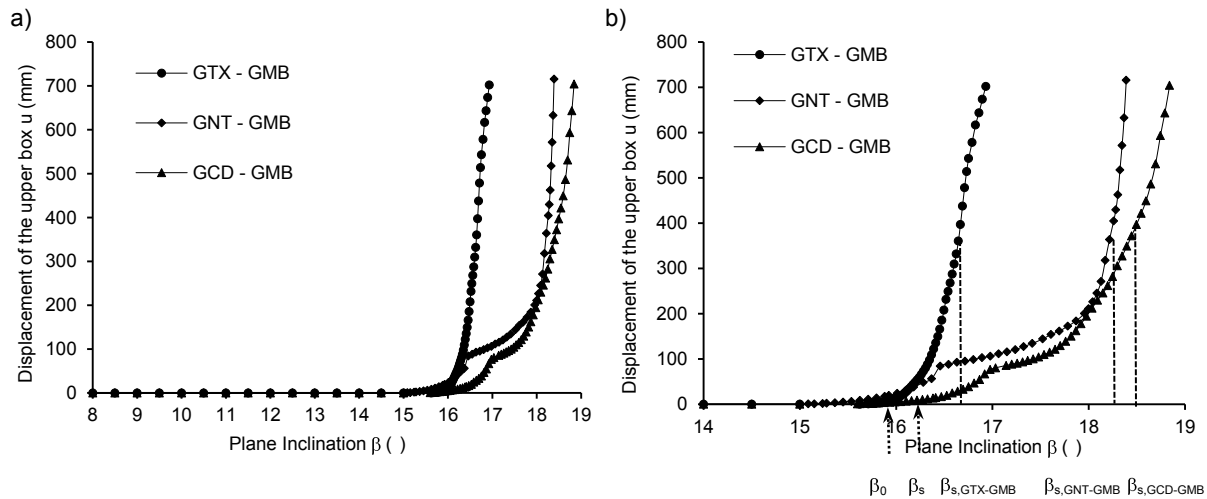 a)
800
700
600
500
400
300
200
100
0
Displacement of the upper box u (mm)
GTX - GMB
GNT - GMB
GCD - GMB
8 9 10 11 12 13 14 15 16 17 18 19
Plane Inclination β ( )
b)
800
700
600
500
400
300
200
100
0
Displacement of the upper box u (mm)
GTX - GMB
GNT - GMB
GCD - GMB
14 15 16 17 18 19
Plane Inclination β ( )
β0 βs βs,GTX-GMB βs,GNT-GMB βs,GCD-GMB